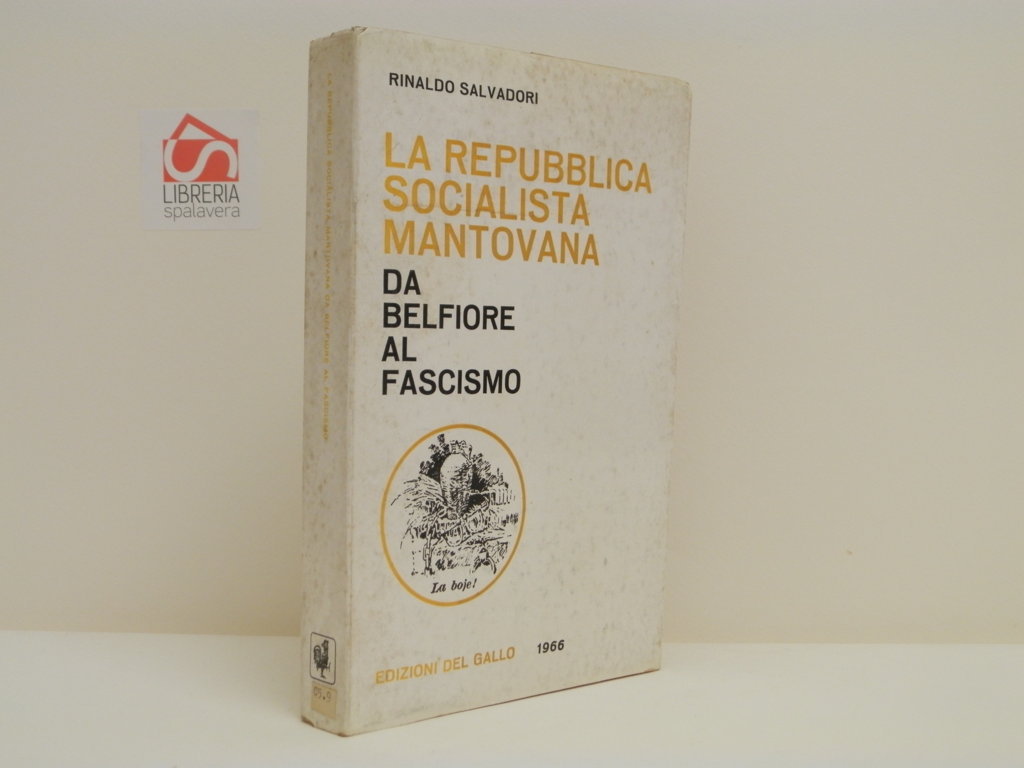 LIBRERIA
spalavera
RINALDO SALVADORI
LA REPUBBLICA
SOCIALISTA
MANTOVANA
DA
BELFIORE
AL
FASCISMO
La boje!
EDIZIONI DEL GALLO 1966
LA REPUBBLICA SOCIALISTA MANTOVANA DA BELFIORE AL FASCISMO